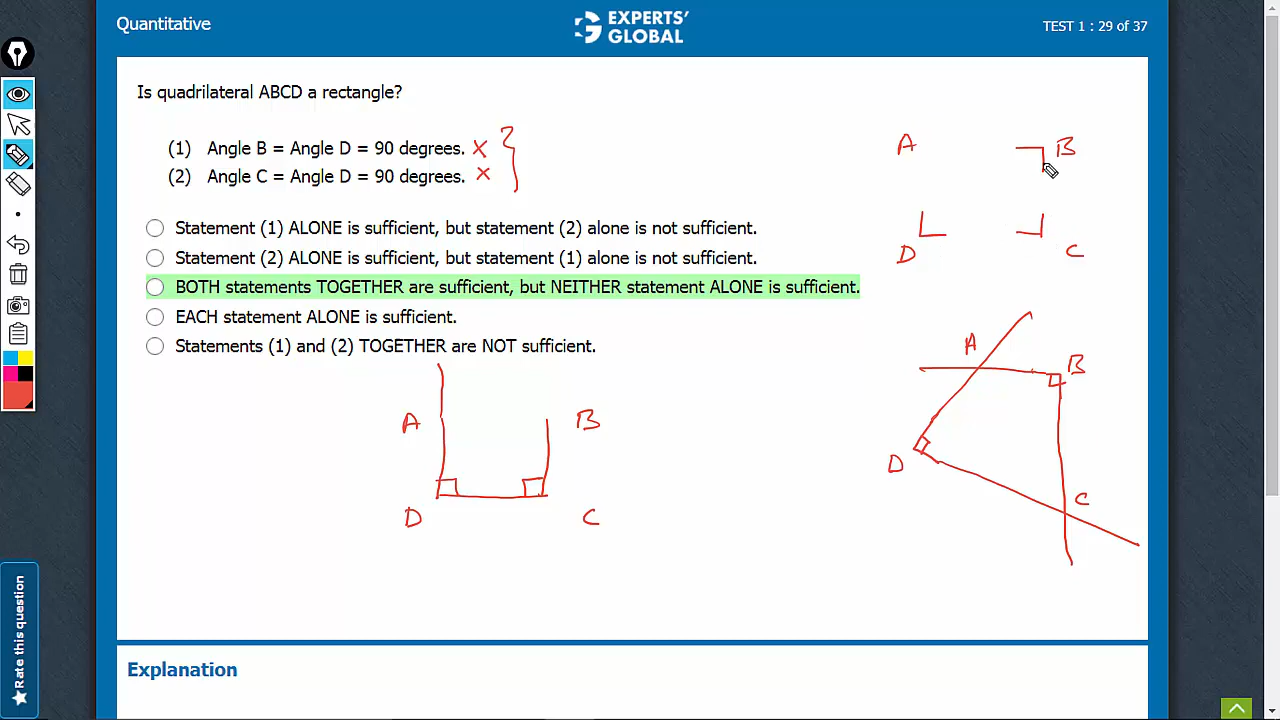 Quantitative
EXPERTS'
GLOBAL
TEST 1 : 29 of 37
Is quadrilateral ABCD a rectangle?
(1) Angle B = Angle D = 90 degrees. X
(2) Angle C = Angle D = 90 degrees. X
Statement (1) ALONE is sufficient, but statement (2) alone is not sufficient.
Statement (2) ALONE is sufficient, but statement (1) alone is not sufficient.
BOTH statements TOGETHER are sufficient, but NEITHER statement ALONE is sufficient.
EACH statement ALONE is sufficient.
Statements (1) and (2) TOGETHER are NOT sufficient.
A B
D C
A B
D C
A B
D C
Rate this question
Explanation